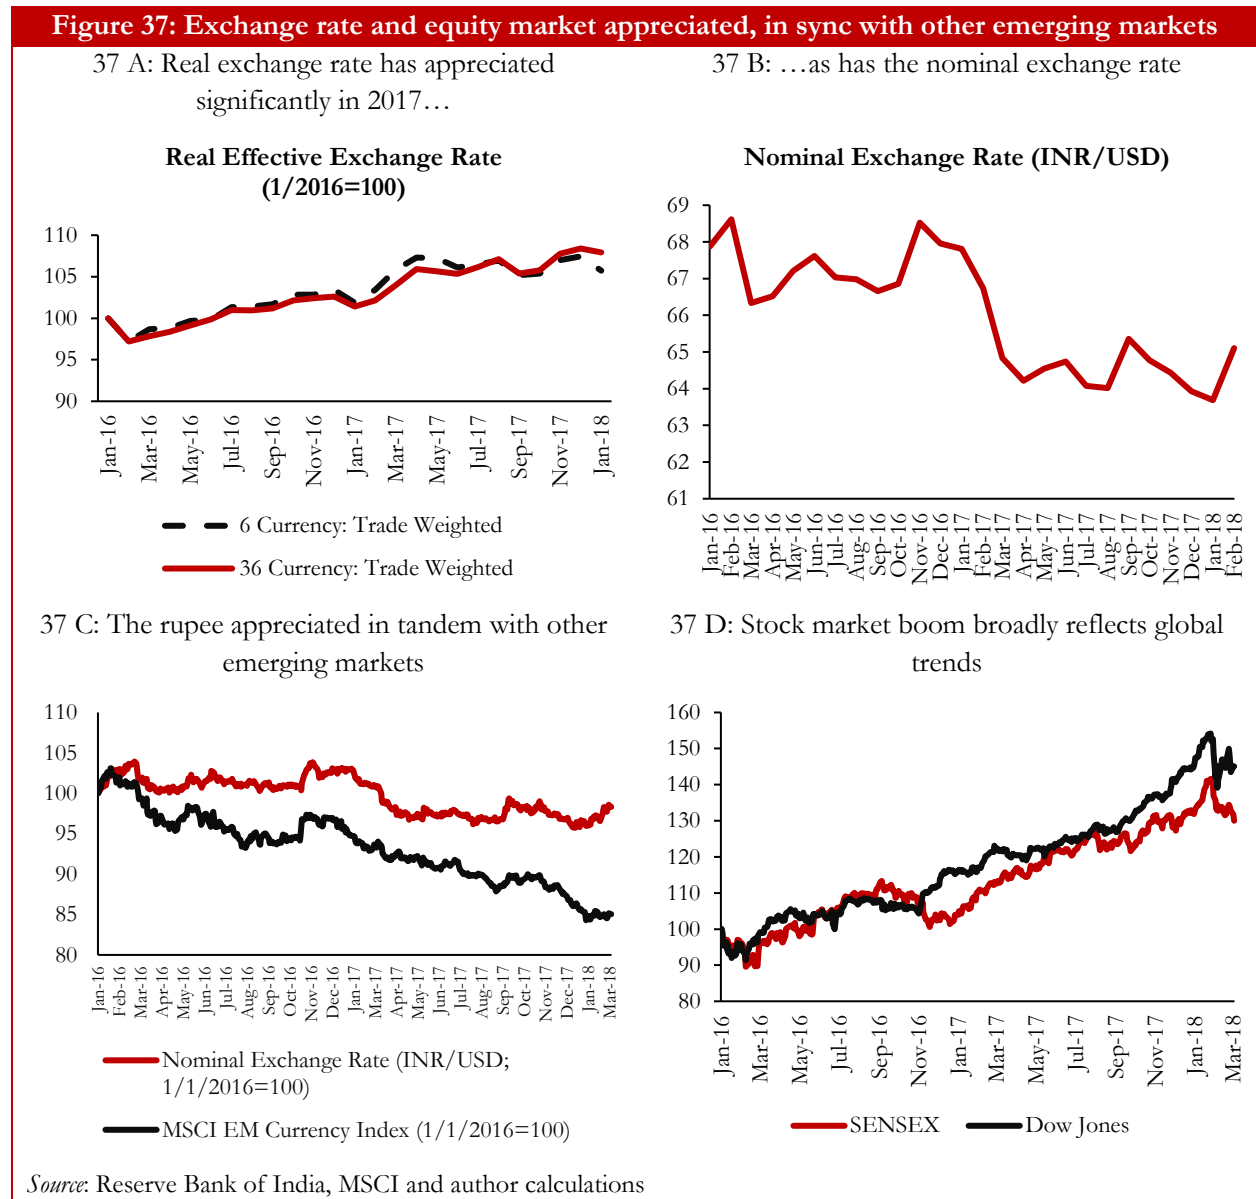 Figure 37: Exchange rate and equity market appreciated, in sync with other emerging markets
37 A: Real exchange rate has appreciated
significantly in 2017…
Real Effective Exchange Rate
(1/2016=100)
110
105
100
95
90
Jan-16
Mar-16
May-16
Jul-16
Sep-16
Nov-16
Jan-17
Mar-17
May-17
Jul-17
Sep-17
Nov-17
Jan-18
6 Currency: Trade Weighted
36 Currency: Trade Weighted
37 B: …as has the nominal exchange rate
Nominal Exchange Rate (INR/USD)
69
68
67
66
65
64
63
62
61
Jan-16
Feb-16
Mar-16
Apr-16
May-16
Jun-16
Jul-16
Aug-16
Sep-16
Oct-16
Nov-16
Dec-16
Jan-17
Feb-17
Mar-17
Apr-17
May-17
Jun-17
Jul-17
Aug-17
Sep-17
Oct-17
Nov-17
Dec-17
Jan-18
Feb-18
37 C: The rupee appreciated in tandem with other
emerging markets
110
105
100
95
90
85
80
Jan-16
Feb-16
Mar-16
Apr-16
May-16
Jun-16
Jul-16
Aug-16
Sep-16
Oct-16
Nov-16
Dec-16
Jan-17
Mar-17
Apr-17
May-17
Jun-17
Jul-17
Aug-17
Sep-17
Oct-17
Nov-17
Dec-17
Jan-18
Mar-18
Nominal Exchange Rate (INR/USD;
1/1/2016=100)
MSCI EM Currency Index (1/1/2016=100)
37 D: Stock market boom broadly reflects global
trends
160
150
140
130
120
110
100
90
80
Jan-16
Mar-16
May-16
Jul-16
Sep-16
Nov-16
Jan-17
Mar-17
May-17
Jul-17
Sep-17
Nov-17
Jan-18
Mar-18
SENSEX
Dow Jones
Source: Reserve Bank of India, MSCI and author calculations